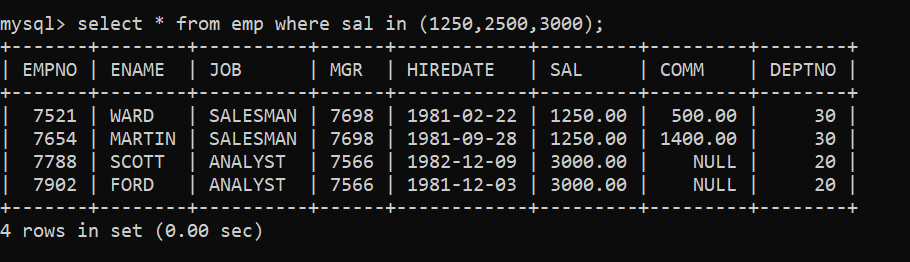 mysql> select * from emp where sal in (1250,2500,3000);
+-------+--------+----------+------+------------+---------+---------+--------+
| EMPNO | ENAME  | JOB      | MGR  | HIREDATE   | SAL     | COMM    | DEPTNO |
+-------+--------+----------+------+------------+---------+---------+--------+
|  7521 | WARD   | SALESMAN | 7698 | 1981-02-22 | 1250.00 |  500.00 |     30 |
|  7654 | MARTIN | SALESMAN | 7698 | 1981-09-28 | 1250.00 | 1400.00 |     30 |
|  7788 | SCOTT  | ANALYST  | 7566 | 1982-12-09 | 3000.00 |    NULL |     20 |
|  7902 | FORD   | ANALYST  | 7566 | 1981-12-03 | 3000.00 |    NULL |     20 |
+-------+--------+----------+------+------------+---------+---------+--------+
4 rows in set (0.00 sec)